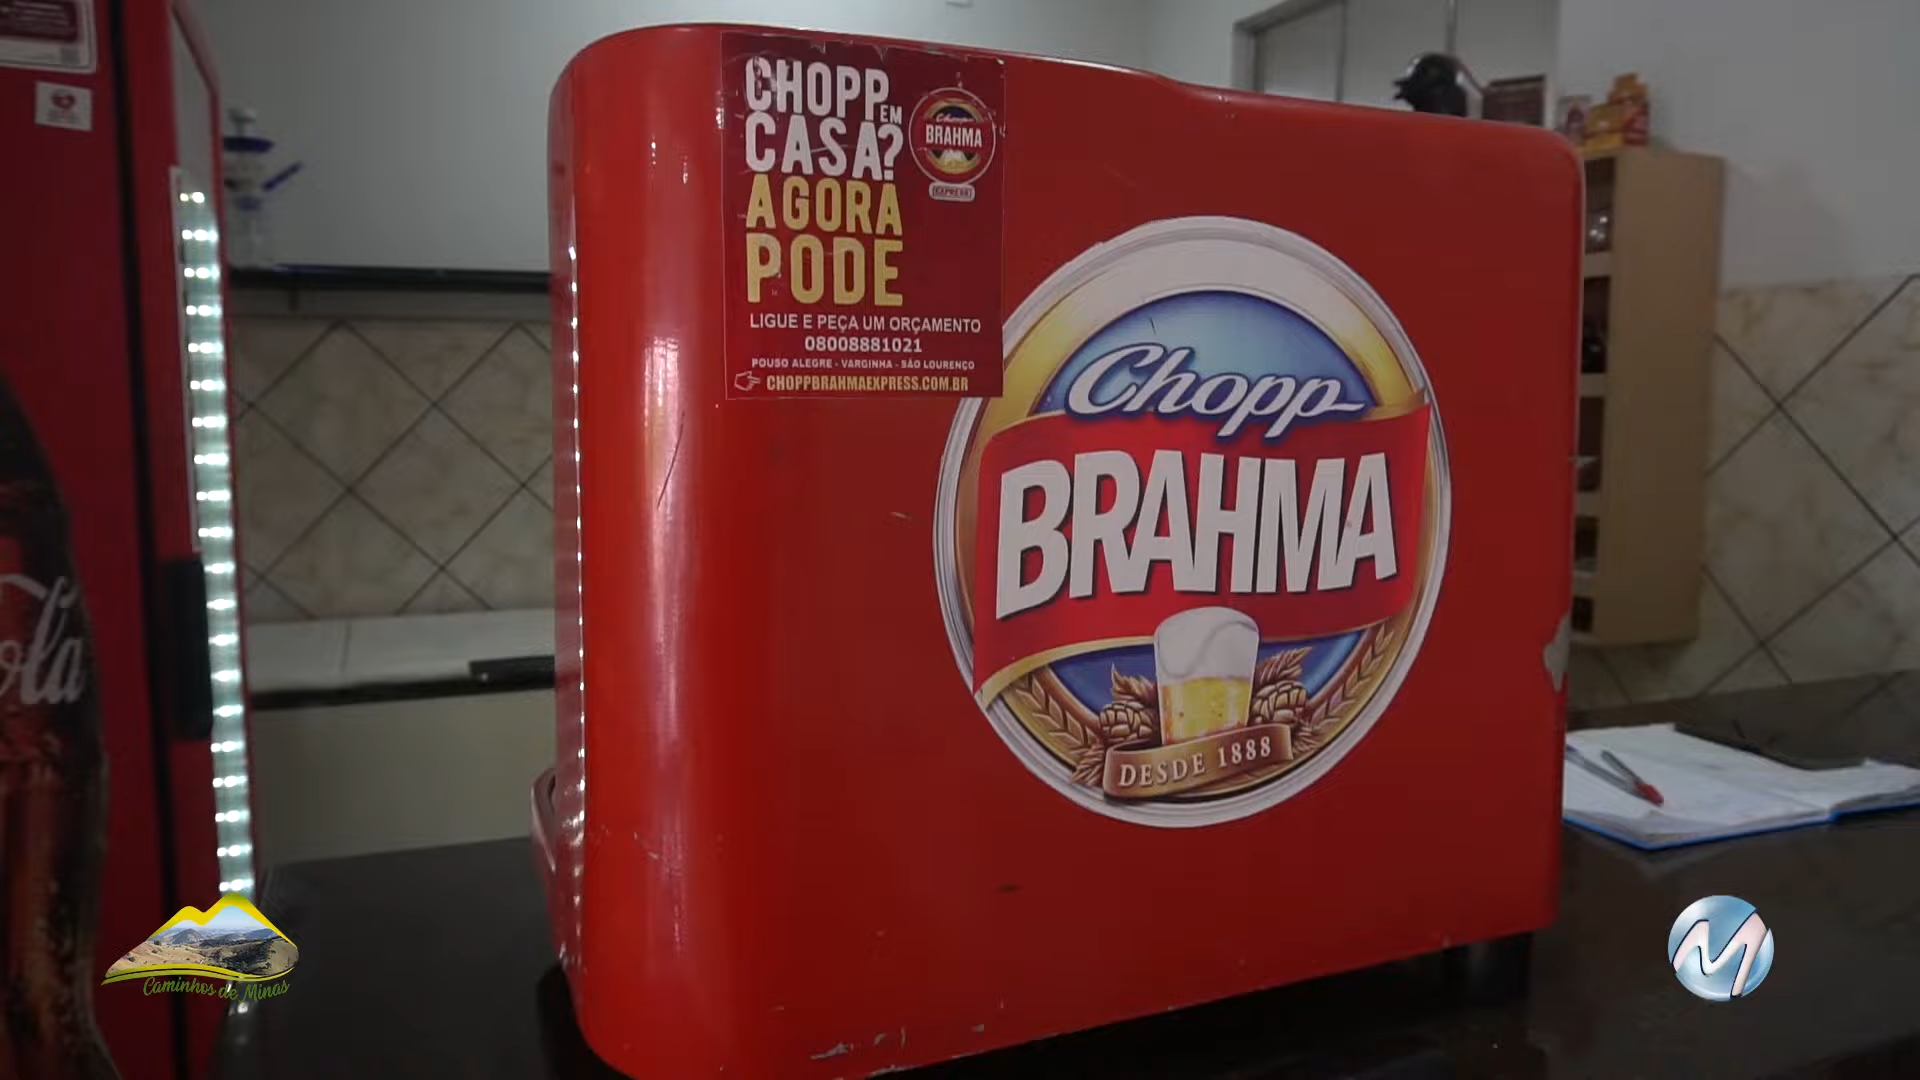 CHOPP EM
CASA?
AGORA
PODE
Chopp
BRAHMA
EXPRESS
LIGUE E PEÇA UM ORÇAMENTO
08008881021
POUSO ALEGRE - VARGINHA - SÃO LOURENÇO
CHOPPBRAHMAEXPRESS.COM.BR
Chopp
BRAHMA
DESDE 1888
ola
Caminhos de Minas
M